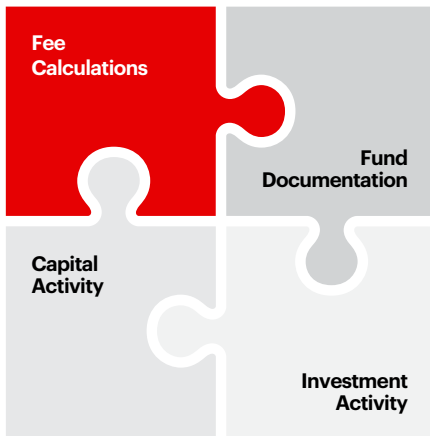 Fee
Calculations
Fund
Documentation
Capital
Activity
Investment
Activity